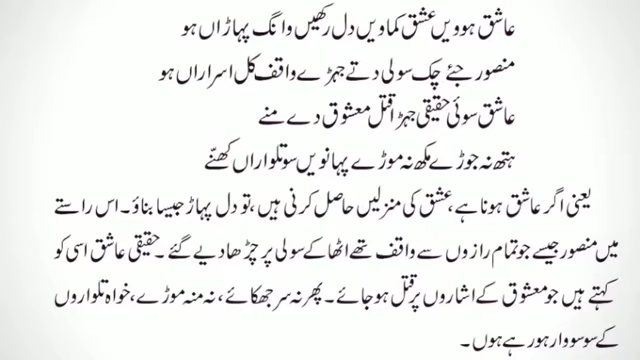 عاشق ہوویں عشق کماویں دل رکھیں وانگ پہاڑاں ہو
منصور جئے چک سولی دتے جہڑے واقف کل اسراراں ہو
عاشق سوئی حقیقی جہڑا قتل معشوق دے منے
ہتھ نہ جوڑے مکھ نہ موڑے پہانویں سو تلواراں کھنّے
یعنی اگر عاشق ہونا ہے، عشق کی منزلیں حاصل کرنی ہیں، تو دل پہاڑ جیسا بناؤ۔ اس راستے
میں منصور جیسے جو تمام رازوں سے واقف تھے اٹھا کے سولی پر چڑھا دیے گئے۔ حقیقی عاشق اسی کو
کہتے ہیں جو معشوق کے اشاروں پر قتل ہو جائے۔ پھر نہ سر جھکائے، نہ منہ موڑے، خواہ تلواروں
کے سو سو وار ہو رہے ہوں۔